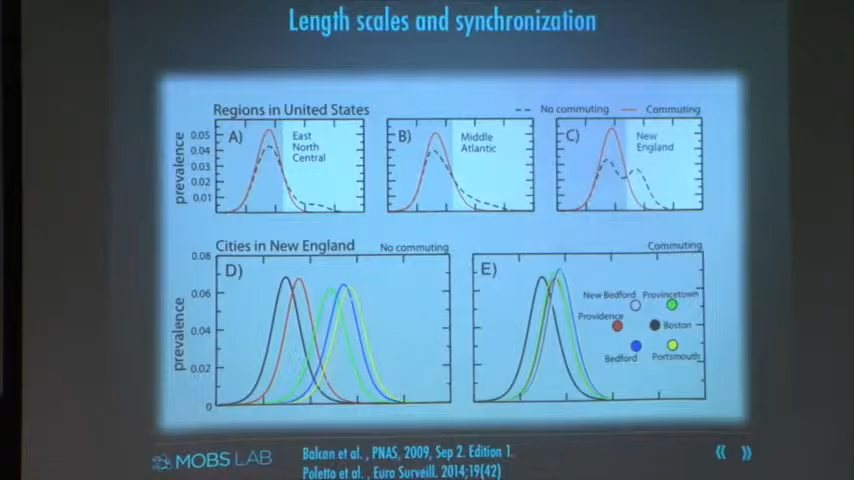 Length scales and synchronization
Regions in United States
No commuting
Commuting
prevalence
0.05
0.04
0.03
0.02
0.01
A)
East
North
Central
B)
Middle
Atlantic
C)
New
England
Cities in New England
No commuting
Commuting
prevalence
0.08
0.06
0.04
0.02
0
D)
E)
New Bedford
Provincetown
Providence
Boston
Bedford
Portsmouth
MOBS LAB
Balcan et al. , PNAS, 2009, Sep 2. Edition 1.
Poletto et al. , Euro Surveill. 2014;19(42)
« »